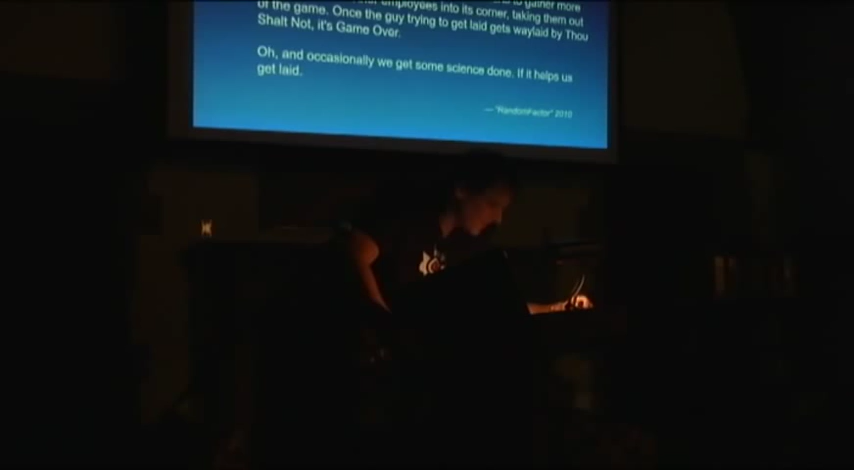 employees into its corner, taking them out
of the game. Once the guy trying to get laid gets waylaid by Thou
Shalt Not, it's Game Over.
Oh, and occasionally we get some science done. If it helps us
get laid.
— "RandomFactor" 2010